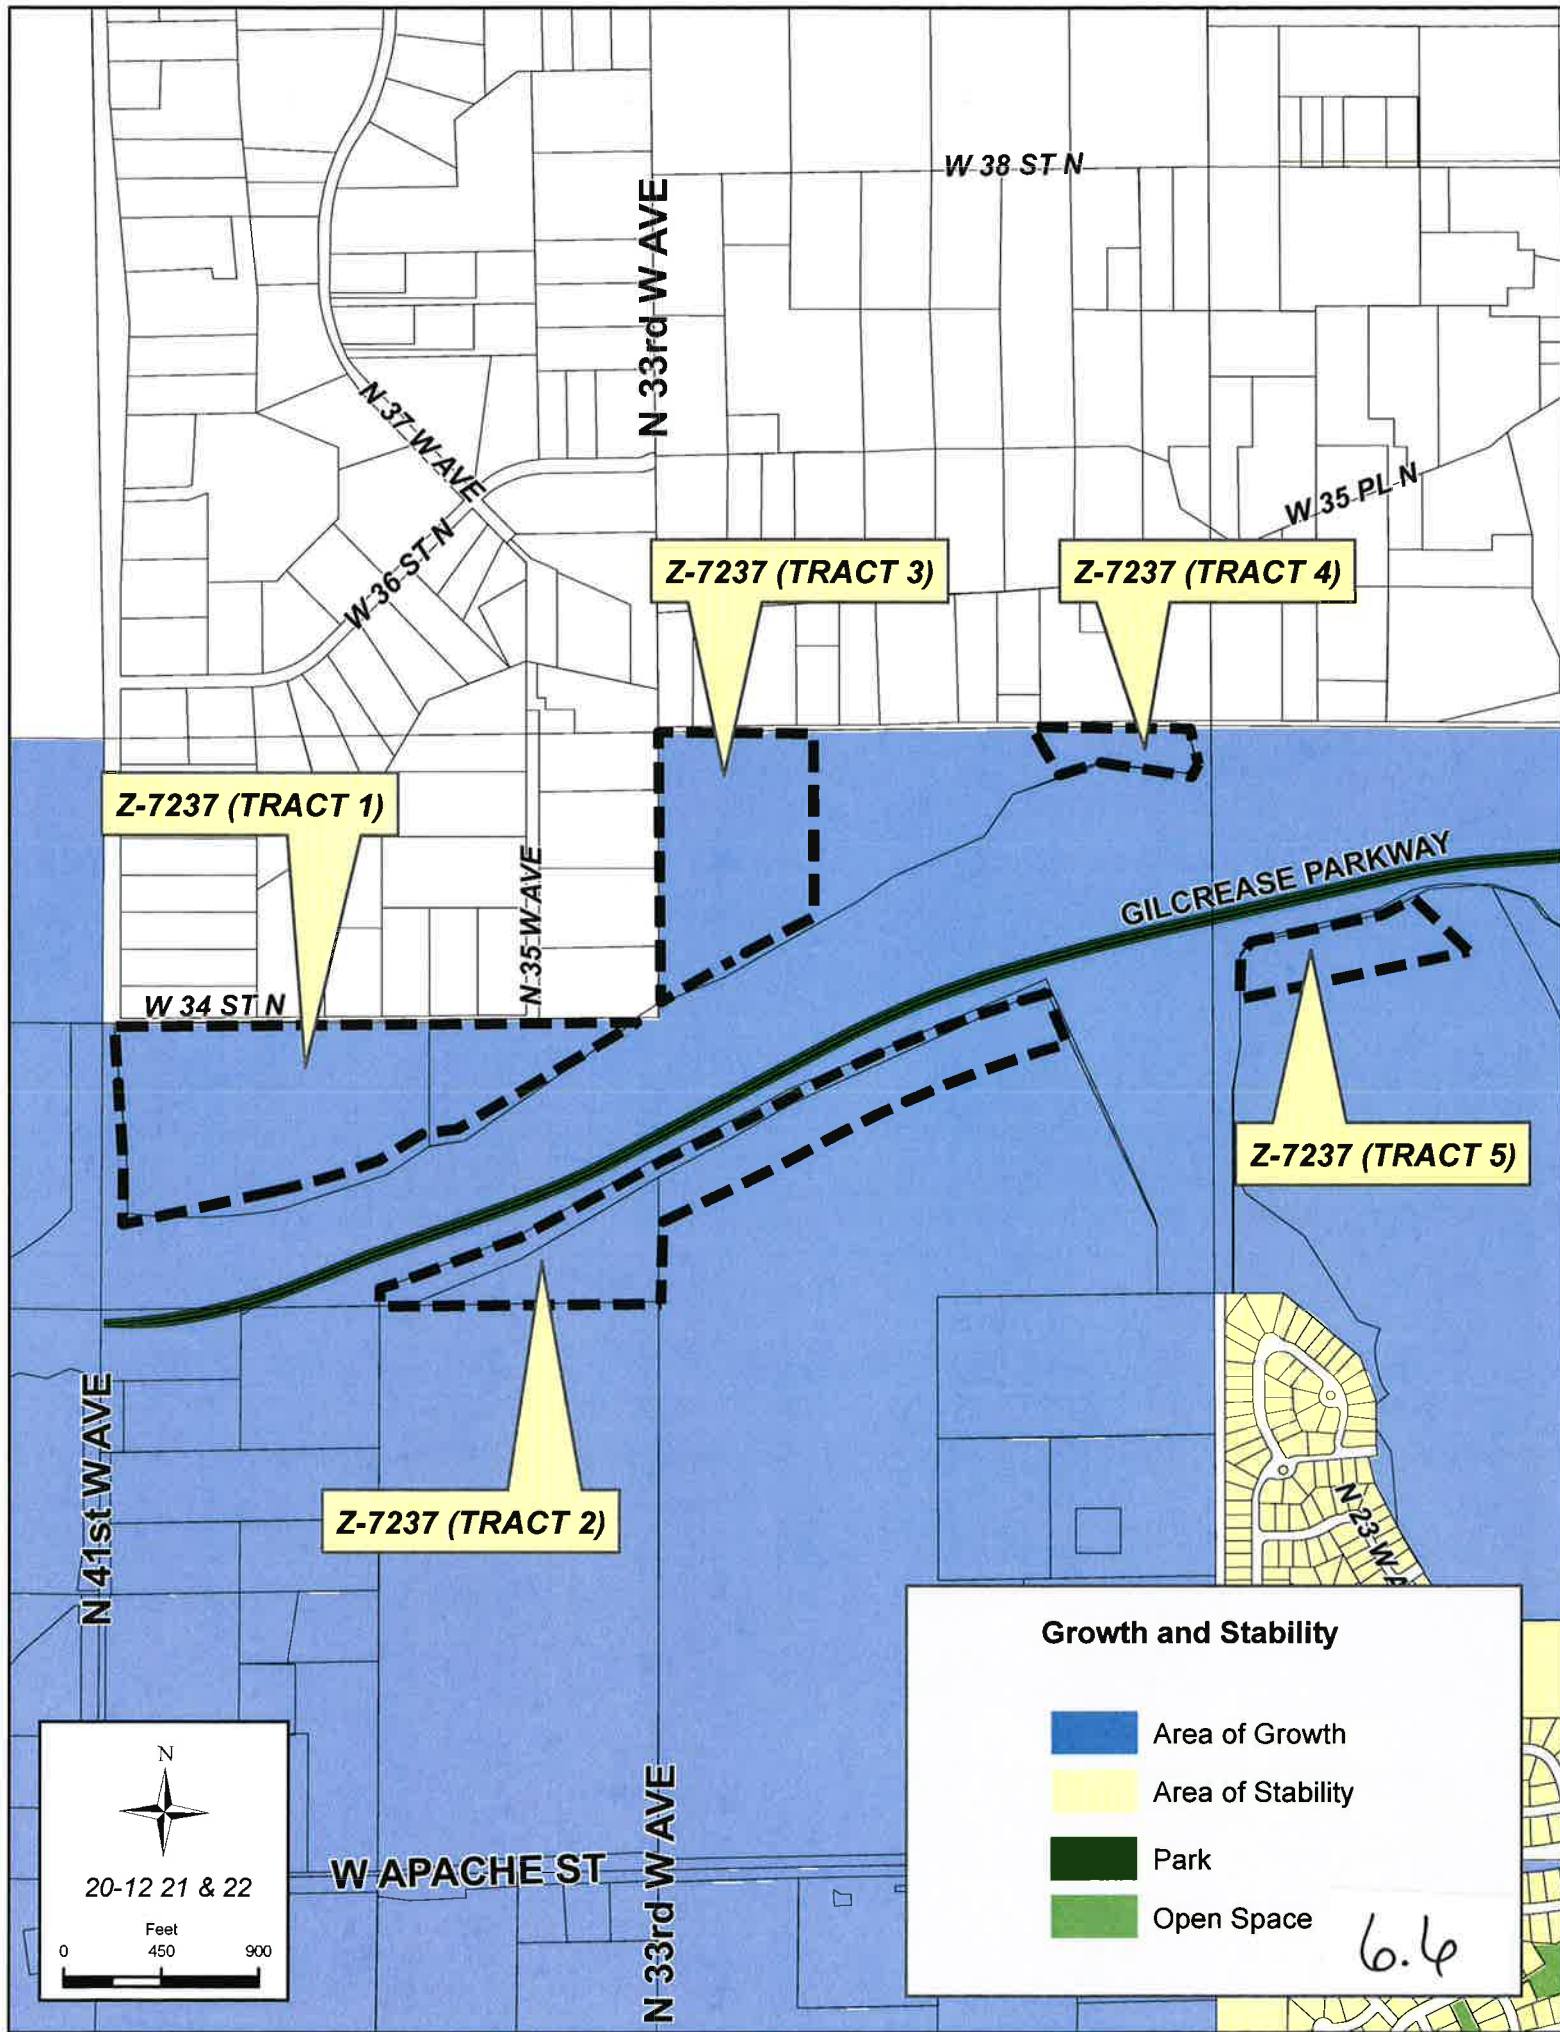 W 38 ST N
N 33rd W AVE
N 37 W AVE
W 35 PL N
W 36 ST N
Z-7237 (TRACT 3)
Z-7237 (TRACT 4)
Z-7237 (TRACT 1)
GILCREASE PARKWAY
N 35 W AVE
W 34 ST N
Z-7237 (TRACT 5)
N 41st W AVE
Z-7237 (TRACT 2)
N 23 W A
Growth and Stability
Area of Growth
Area of Stability
Park
Open Space
6.6
N
20-12 21 & 22
Feet
0 450 900
W APACHE ST
N 33rd W AVE